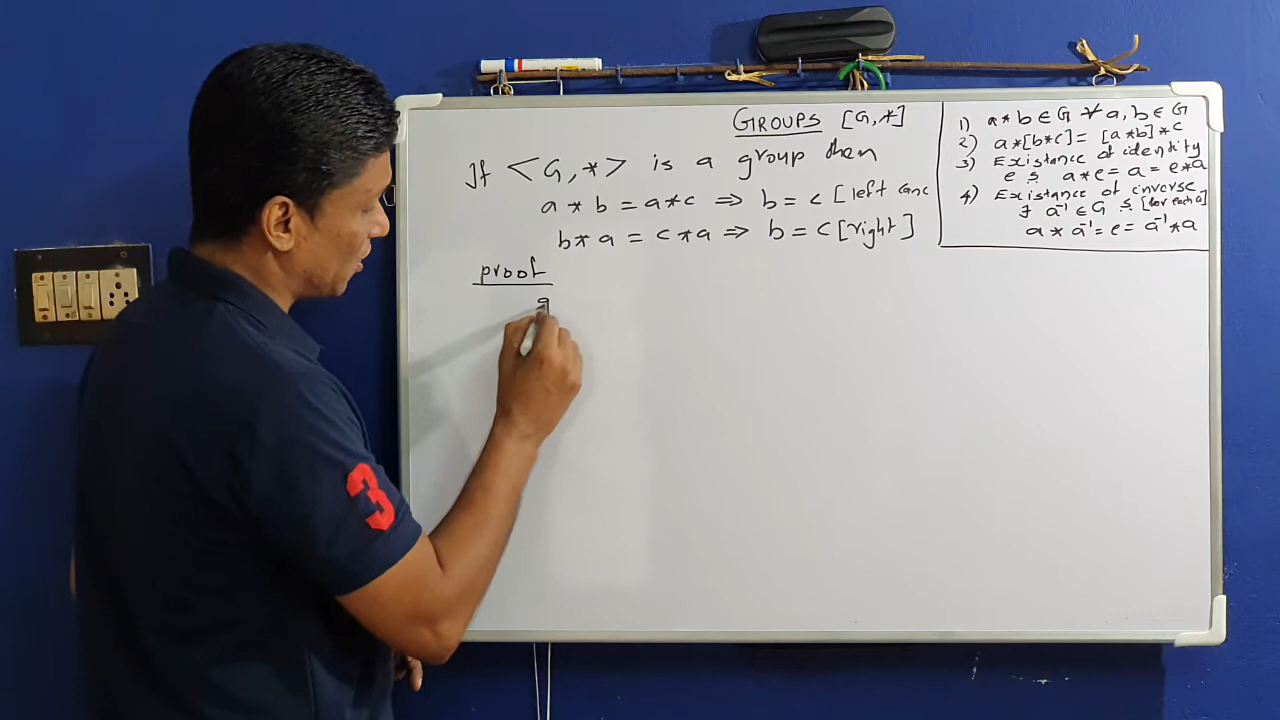 GROUPS [G,*]
If <G,*> is a group then
a * b = a*c ⇒ b = c [left canc
b* a = c*a ⇒ b = c [right]
proof
a
1) a * b ∈ G ∀ a, b ∈ G
2) a*[b*c] = [a*b]*c
3) Existance of identity
e s a*e = a = e*a
4) Existance of inverse
∃ a⁻¹ ∈ G s [for each a]
a * a⁻¹ = e = a⁻¹*a
3